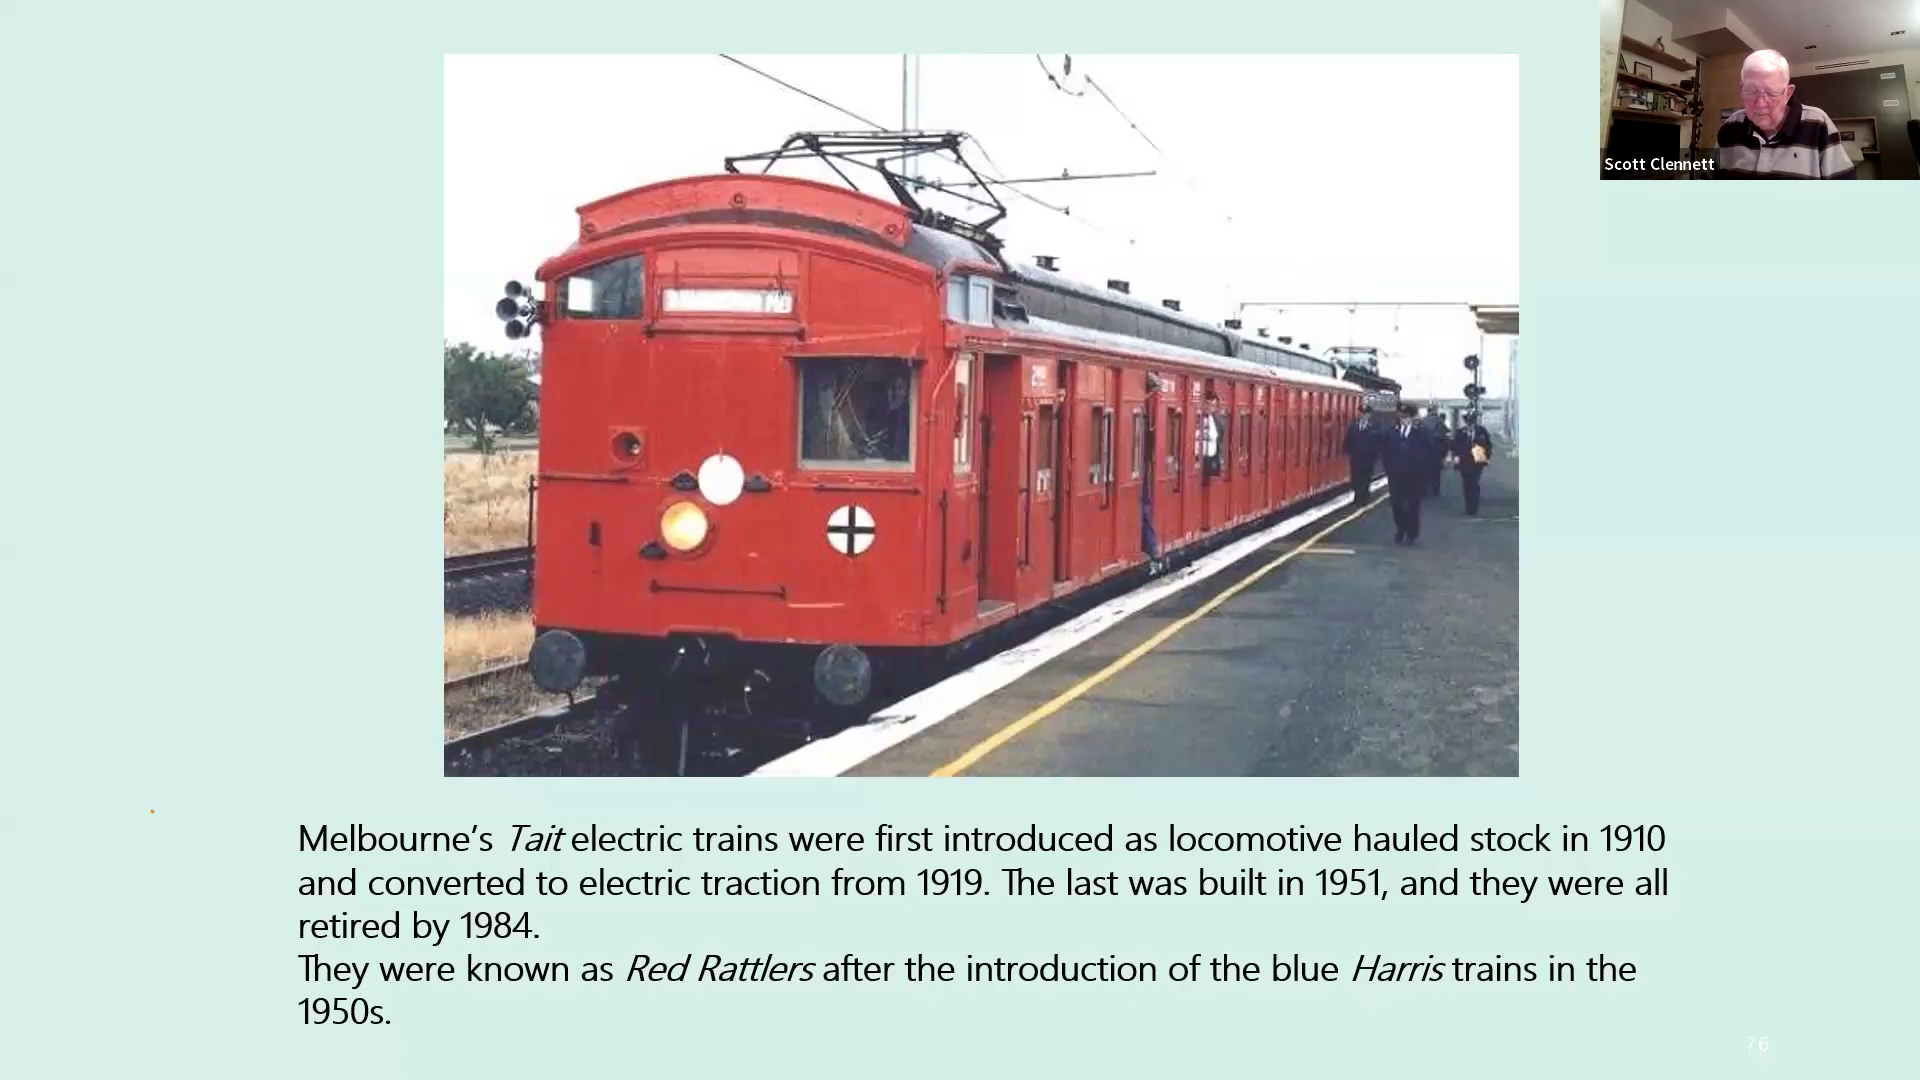 Scott Clennett
Melbourne’s Tait electric trains were first introduced as locomotive hauled stock in 1910
and converted to electric traction from 1919. The last was built in 1951, and they were all
retired by 1984.
They were known as Red Rattlers after the introduction of the blue Harris trains in the
1950s.
76